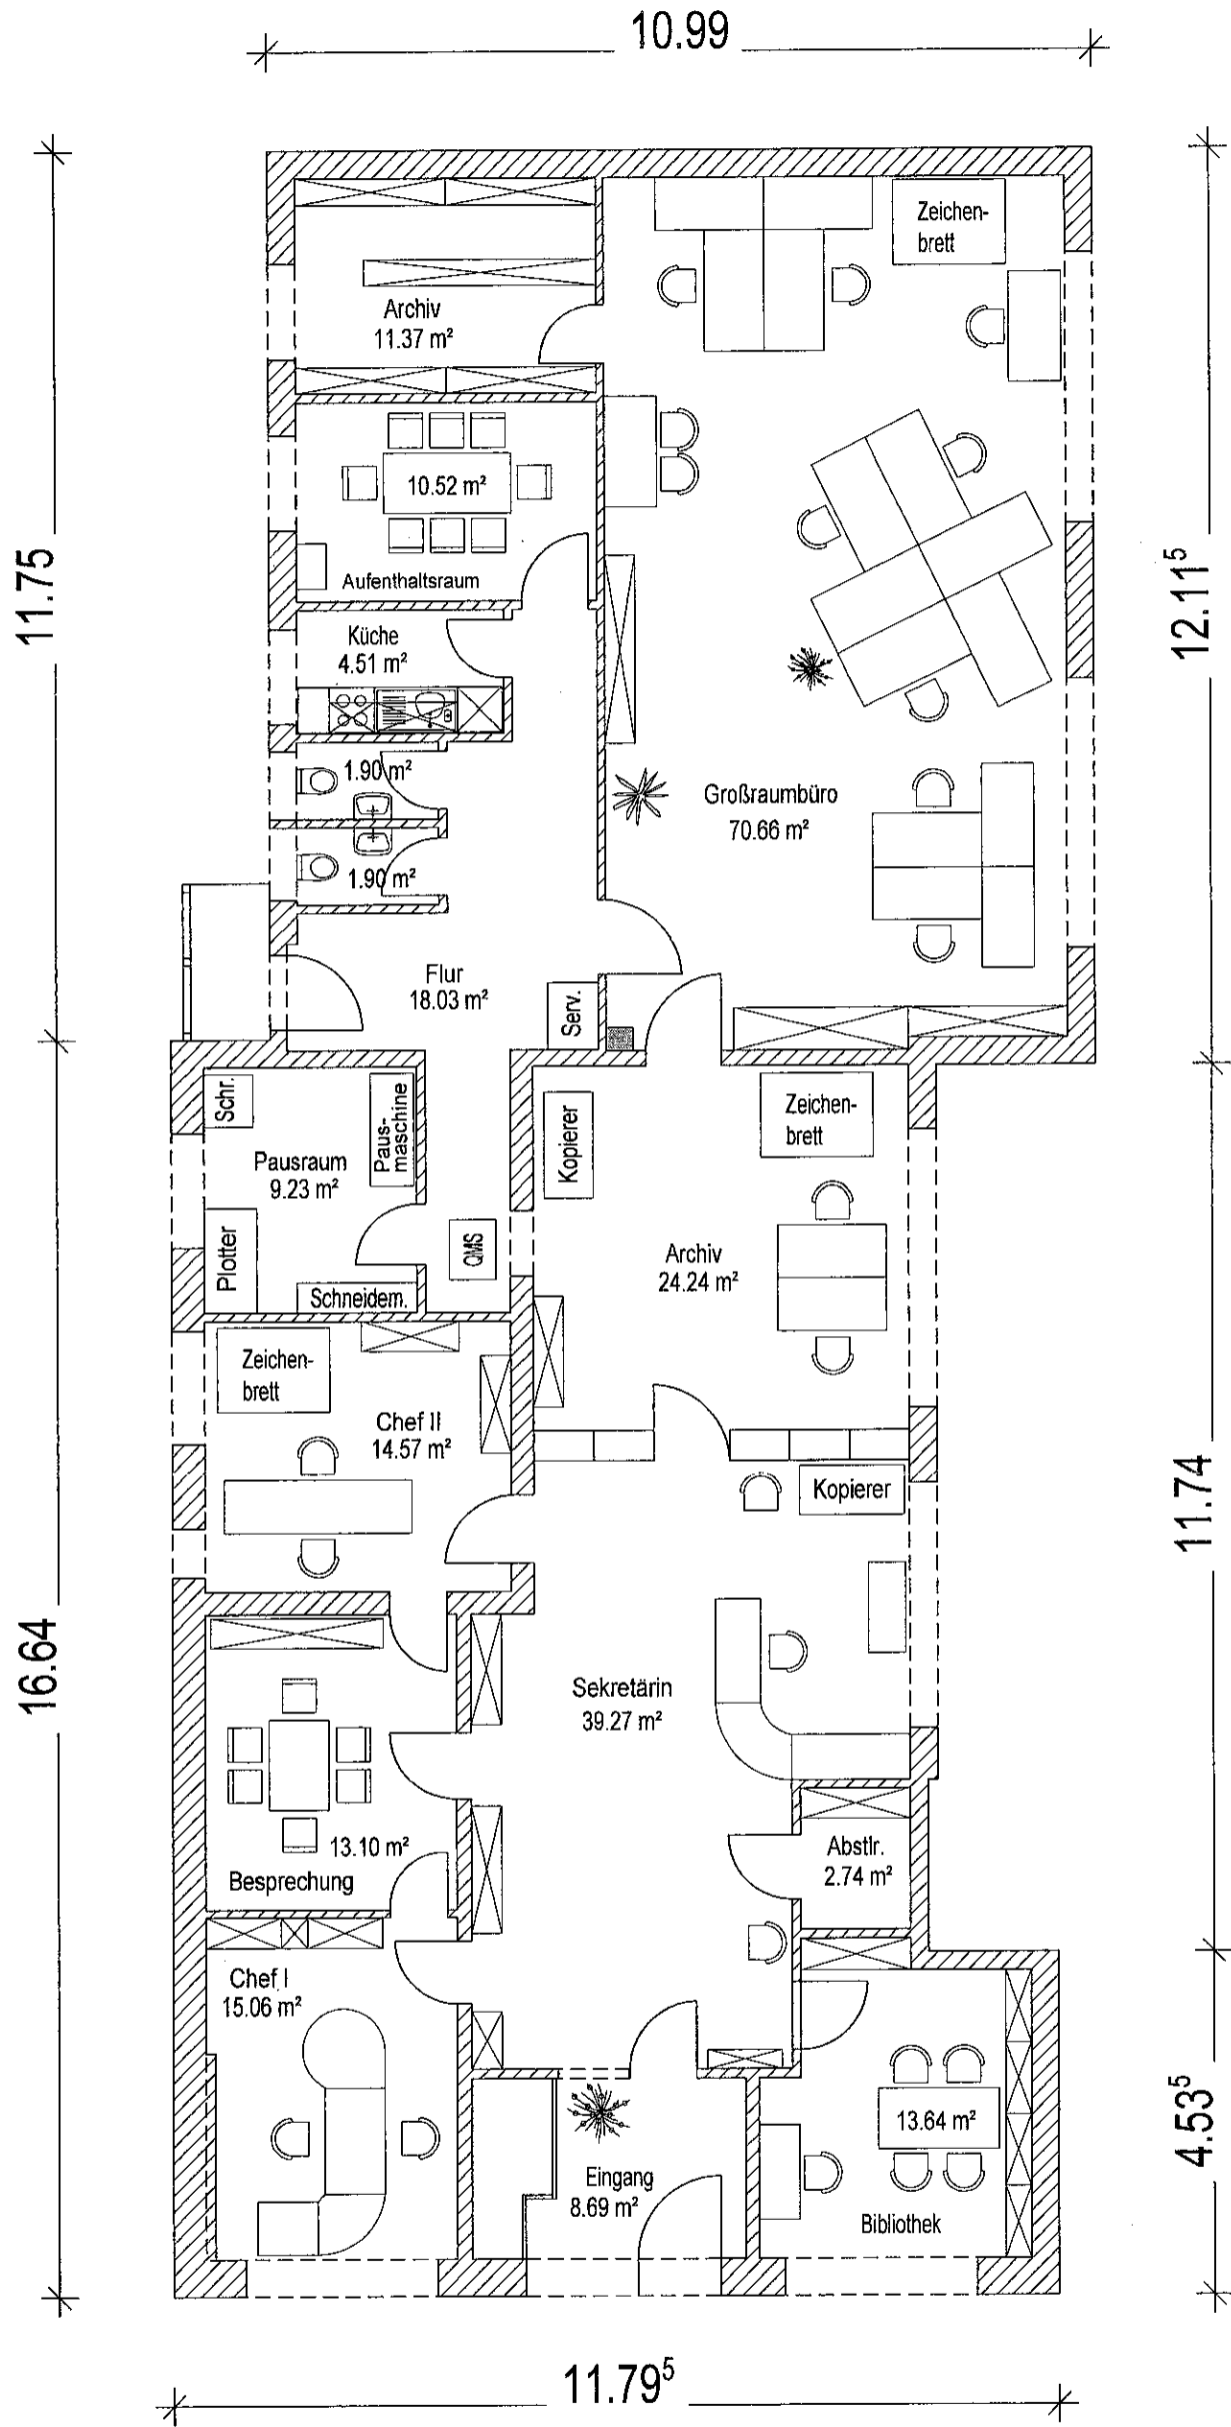 10.99
11.75
12.11⁵
Archiv
11.37 m²
Zeichen-
brett
10.52 m²
Aufenthaltsraum
Küche
4.51 m²
1.90 m²
1.90 m²
Großraumbüro
70.66 m²
Flur
18.03 m²
Serv.
16.64
11.74
4.53⁵
Schr.
Paus-
maschine
Pausraum
9.23 m²
Plotter
Schneidem.
QMS
Kopierer
Zeichen-
brett
Archiv
24.24 m²
Zeichen-
brett
Chef II
14.57 m²
Kopierer
Sekretärin
39.27 m²
13.10 m²
Besprechung
Abstlr.
2.74 m²
Chef I
15.06 m²
Eingang
8.69 m²
13.64 m²
Bibliothek
11.79⁵